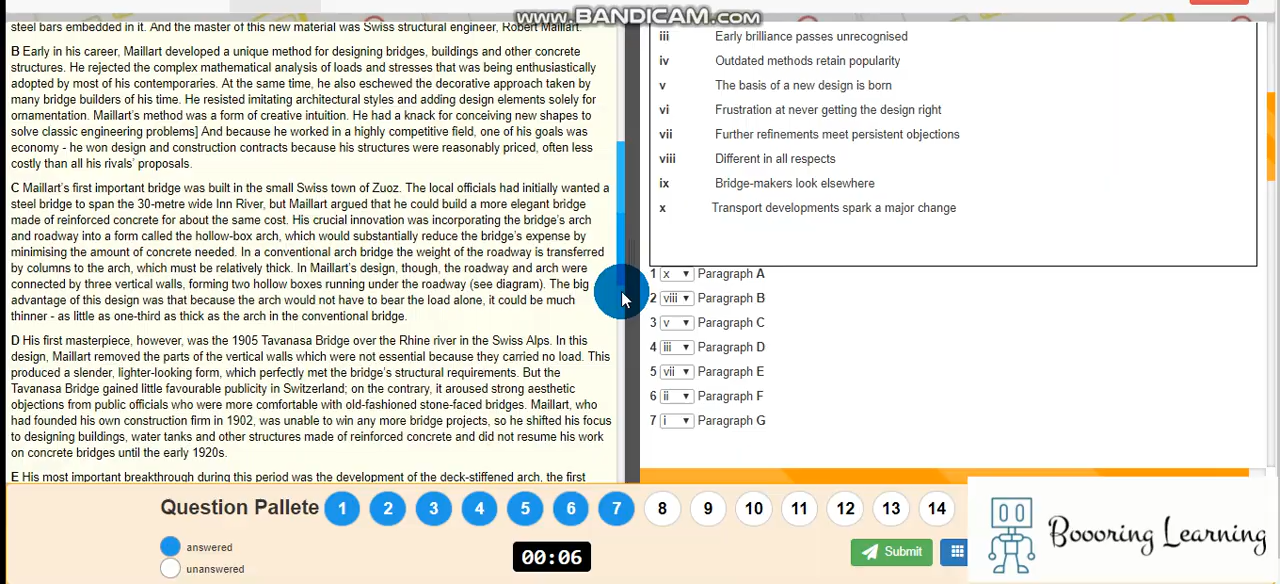 www.BANDICAM.com
steel bars embedded in it. And the master of this new material was Swiss structural engineer, Robert Maillart.
B Early in his career, Maillart developed a unique method for designing bridges, buildings and other concrete
structures. He rejected the complex mathematical analysis of loads and stresses that was being enthusiastically
adopted by most of his contemporaries. At the same time, he also eschewed the decorative approach taken by
many bridge builders of his time. He resisted imitating architectural styles and adding design elements solely for
ornamentation. Maillart's method was a form of creative intuition. He had a knack for conceiving new shapes to
solve classic engineering problems] And because he worked in a highly competitive field, one of his goals was
economy - he won design and construction contracts because his structures were reasonably priced, often less
costly than all his rivals' proposals.
C Maillart's first important bridge was built in the small Swiss town of Zuoz. The local officials had initially wanted a
steel bridge to span the 30-metre wide Inn River, but Maillart argued that he could build a more elegant bridge
made of reinforced concrete for about the same cost. His crucial innovation was incorporating the bridge's arch
and roadway into a form called the hollow-box arch, which would substantially reduce the bridge's expense by
minimising the amount of concrete needed. In a conventional arch bridge the weight of the roadway is transferred
by columns to the arch, which must be relatively thick. In Maillart's design, though, the roadway and arch were
connected by three vertical walls, forming two hollow boxes running under the roadway (see diagram). The big
advantage of this design was that because the arch would not have to bear the load alone, it could be much
thinner - as little as one-third as thick as the arch in the conventional bridge.
D His first masterpiece, however, was the 1905 Tavanasa Bridge over the Rhine river in the Swiss Alps. In this
design, Maillart removed the parts of the vertical walls which were not essential because they carried no load. This
produced a slender, lighter-looking form, which perfectly met the bridge's structural requirements. But the
Tavanasa Bridge gained little favourable publicity in Switzerland; on the contrary, it aroused strong aesthetic
objections from public officials who were more comfortable with old-fashioned stone-faced bridges. Maillart, who
had founded his own construction firm in 1902, was unable to win any more bridge projects, so he shifted his focus
to designing buildings, water tanks and other structures made of reinforced concrete and did not resume his work
on concrete bridges until the early 1920s.
E His most important breakthrough during this period was the development of the deck-stiffened arch, the first
iii Early brilliance passes unrecognised
iv Outdated methods retain popularity
v The basis of a new design is born
vi Frustration at never getting the design right
vii Further refinements meet persistent objections
viii Different in all respects
ix Bridge-makers look elsewhere
x Transport developments spark a major change
1 x Paragraph A
2 viii Paragraph B
3 v Paragraph C
4 iii Paragraph D
5 vii Paragraph E
6 ii Paragraph F
7 i Paragraph G
Question Pallete 1 2 3 4 5 6 7 8 9 10 11 12 13 14
answered
unanswered
00:06
Submit
Boooring Learning